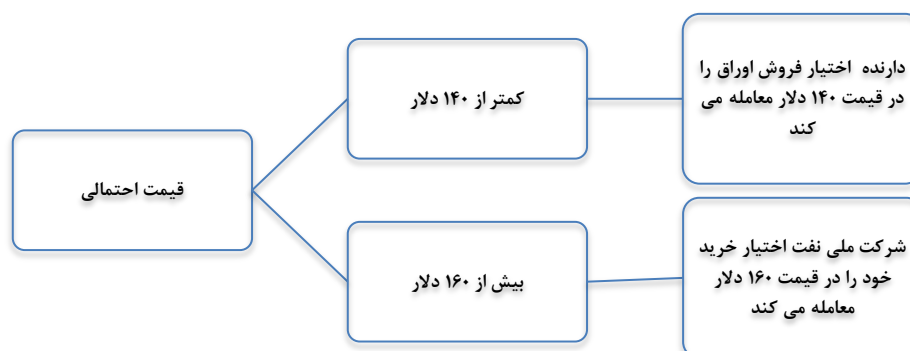 قیمت احتمالی
کمتر از ۱۴۰ دلار
دارنده اختیار فروش اوراق را
در قیمت ۱۴۰ دلار معامله می
کند
بیش از ۱۶۰ دلار
شرکت ملی نفت اختیار خرید
خود را در قیمت ۱۶۰ دلار
معامله می کند